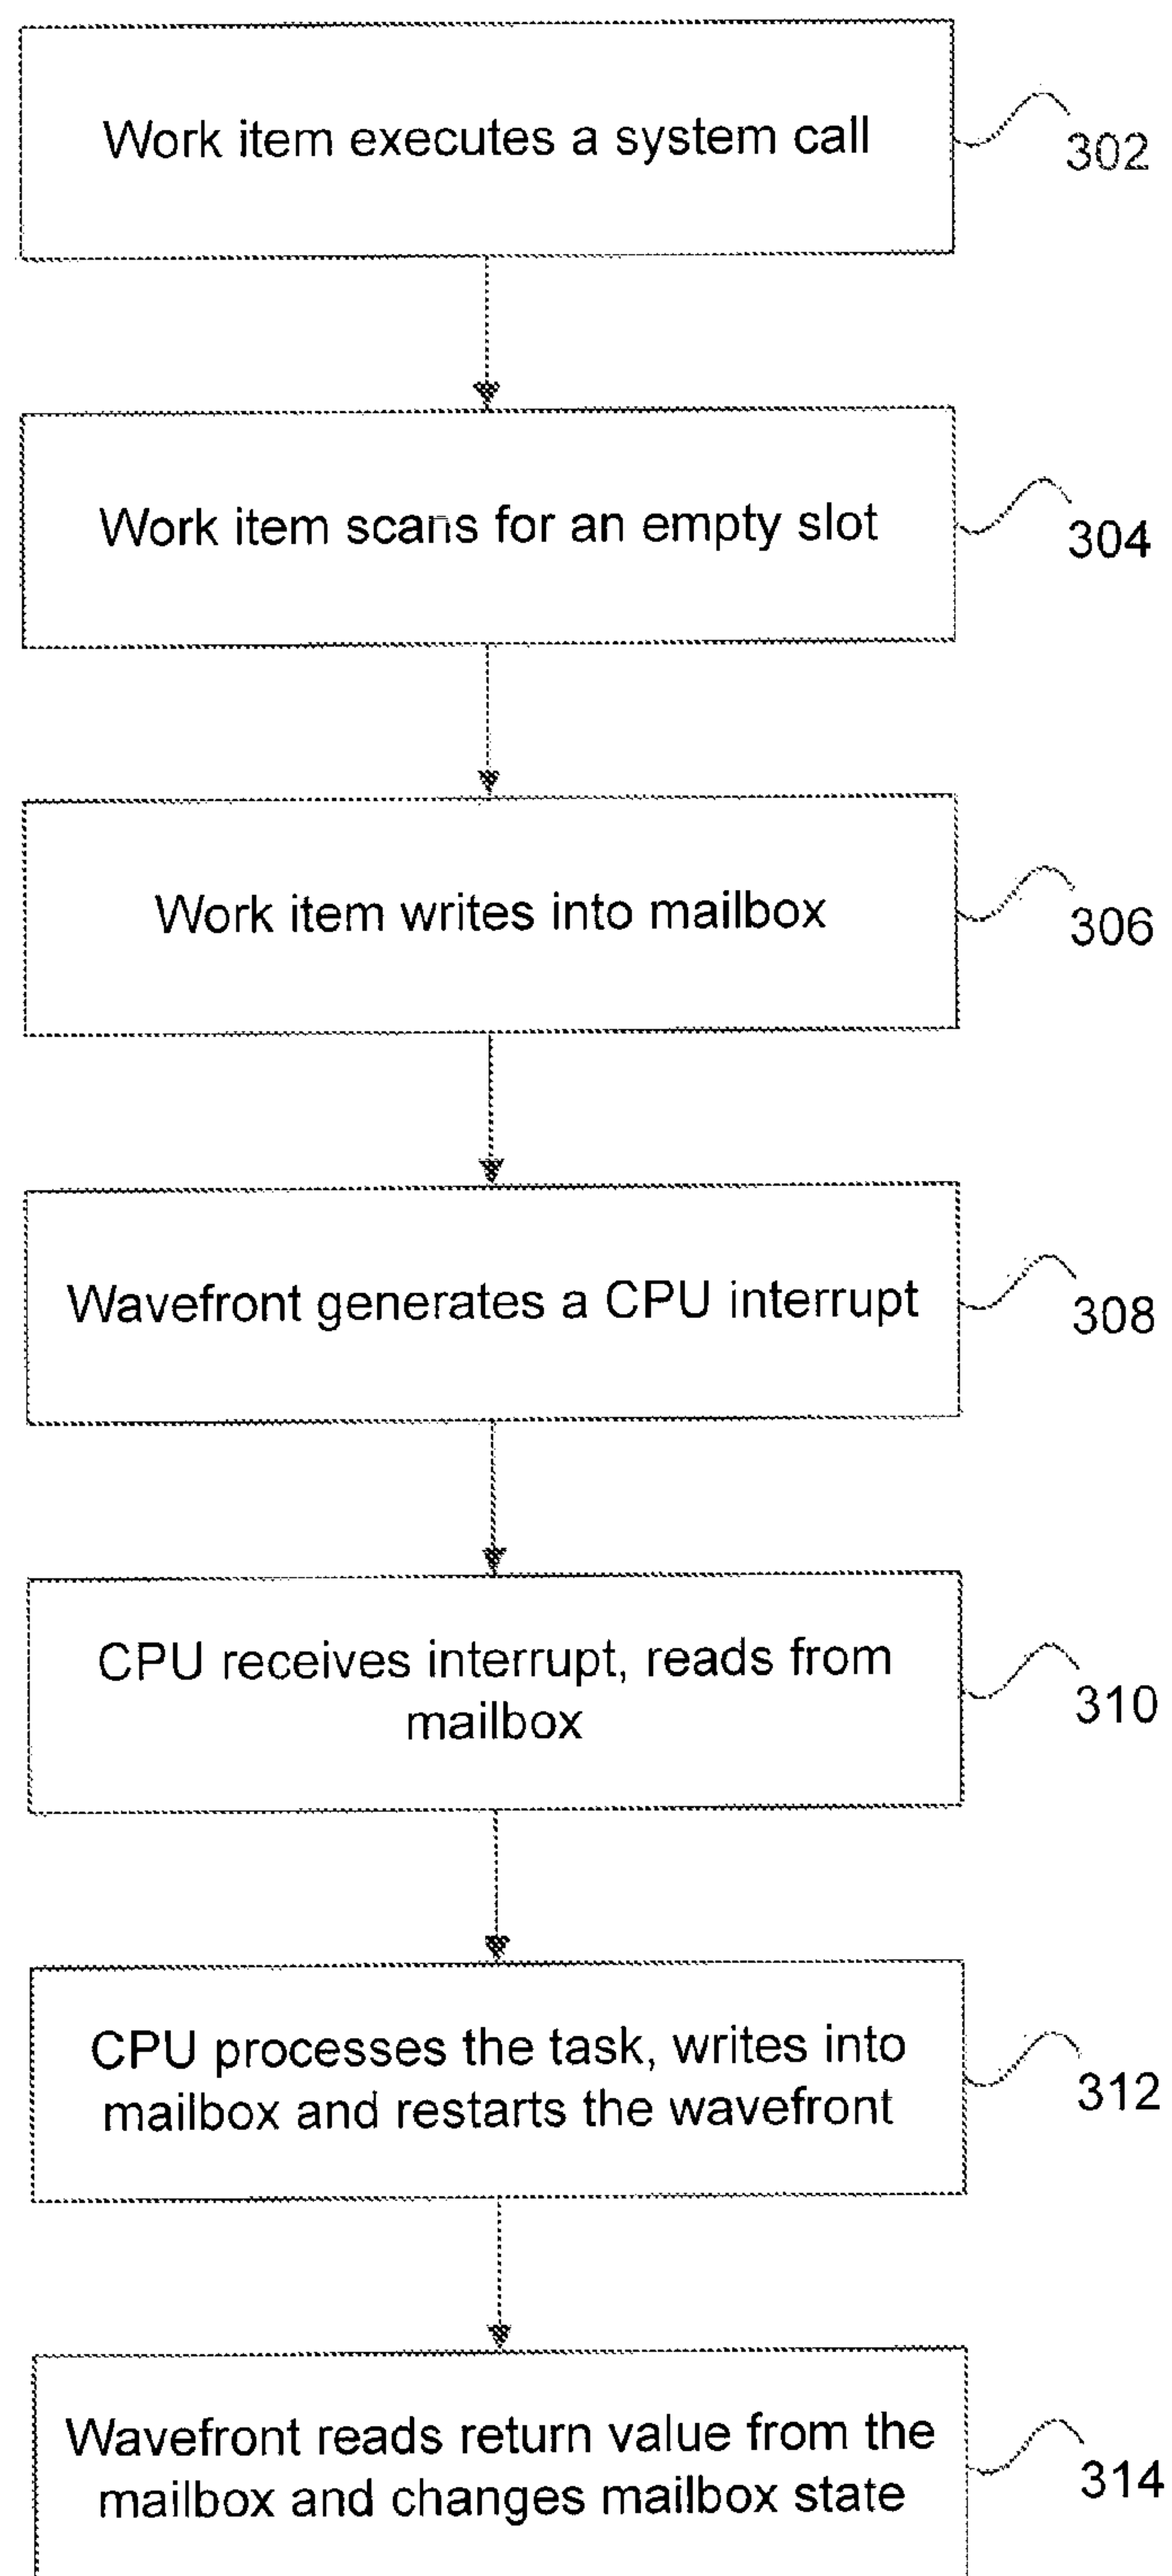 Work item executes a system call
302
Work item scans for an empty slot
304
Work item writes into mailbox
306
Wavefront generates a CPU interrupt
308
CPU receives interrupt, reads from
mailbox
310
CPU processes the task, writes into
mailbox and restarts the wavefront
312
Wavefront reads return value from the
mailbox and changes mailbox state
314